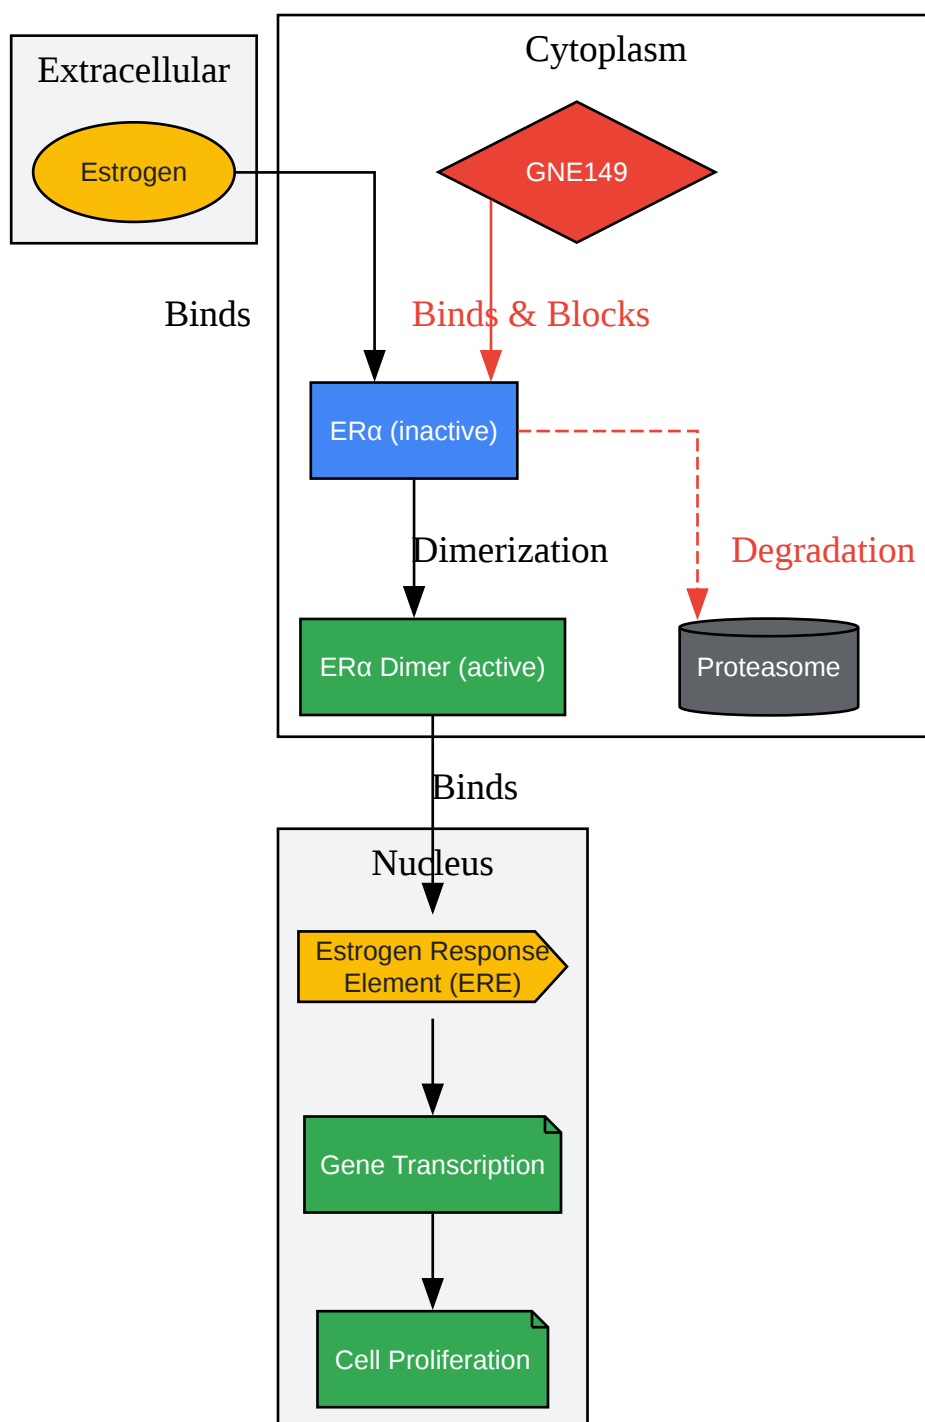 Cytoplasm
Extracellular
Estrogen
GNE149
Binds
Binds & Blocks
ERα (inactive)
Dimerization
Degradation
ERα Dimer (active)
Proteasome
Binds
Nucleus
Estrogen Response
Element (ERE)
Gene Transcription
Cell Proliferation